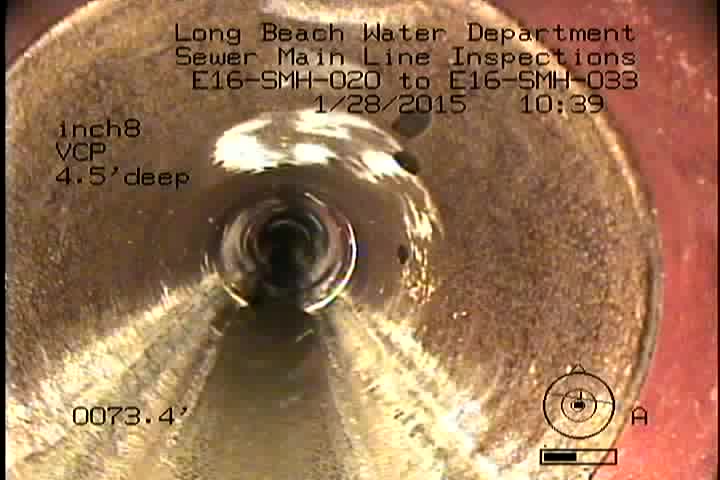 Long Beach Water Department
Sewer Main Line Inspections
E16-SMH-020 to E16-SMH-033
1/28/2015 10:39
inch8
VCP
4.5'deep
0073.4'
A